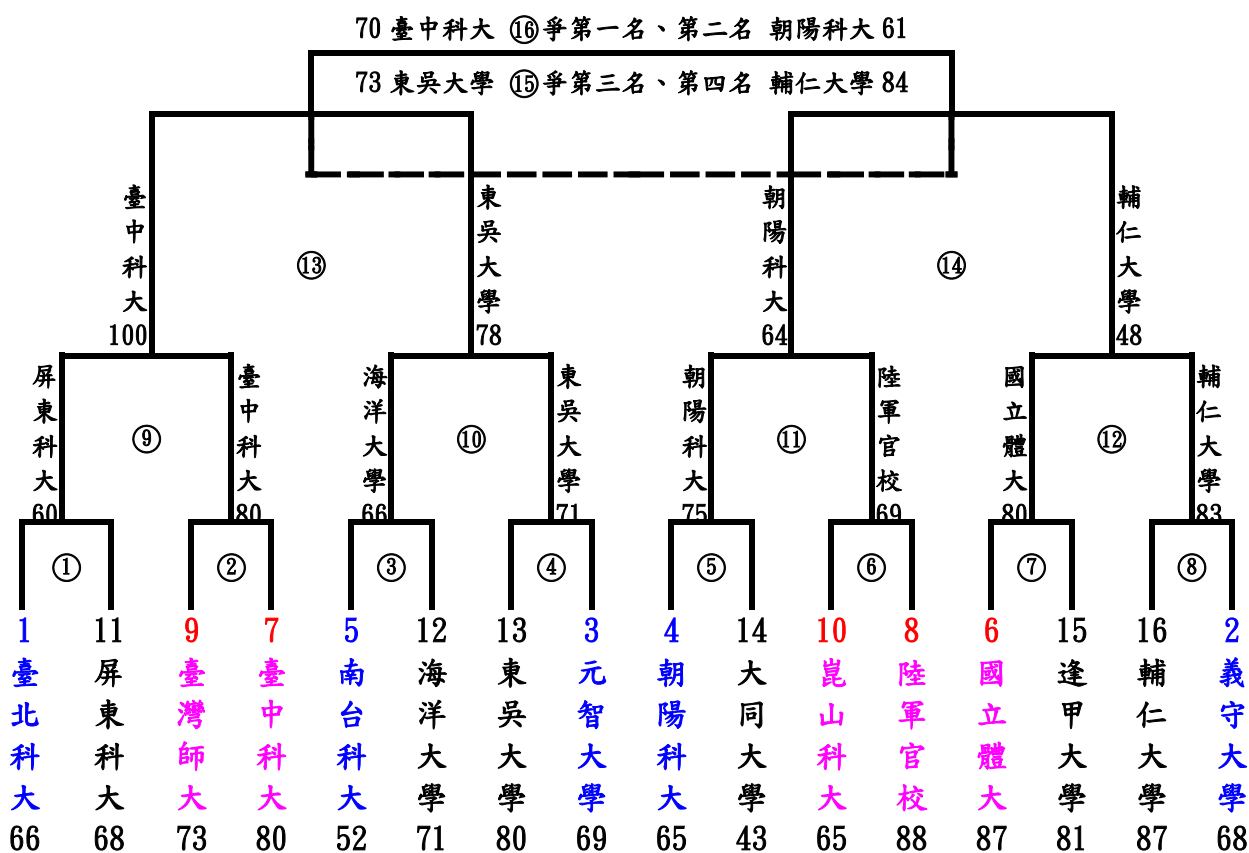 70 臺中科大 ⑯爭第一名、第二名 朝陽科大 61
73 東吳大學 ⑮爭第三名、第四名 輔仁大學 84
臺中科大
100
東吳大學
78
朝陽科大
64
輔仁大學
48
⑬
⑭
屏東科大
60
臺中科大
80
海洋大學
66
東吳大學
71
朝陽科大
75
陸軍官校
69
國立體大
80
輔仁大學
83
⑨
⑩
⑪
⑫
①
②
③
④
⑤
⑥
⑦
⑧
1
臺北科大
66
11
屏東科大
68
9
臺灣師大
73
7
臺中科大
80
5
南台科大
52
12
海洋大學
71
13
東吳大學
80
3
元智大學
69
4
朝陽科大
65
14
大同大學
43
10
崑山科大
65
8
陸軍官校
88
6
國立體大
87
15
逢甲大學
81
16
輔仁大學
87
2
義守大學
68